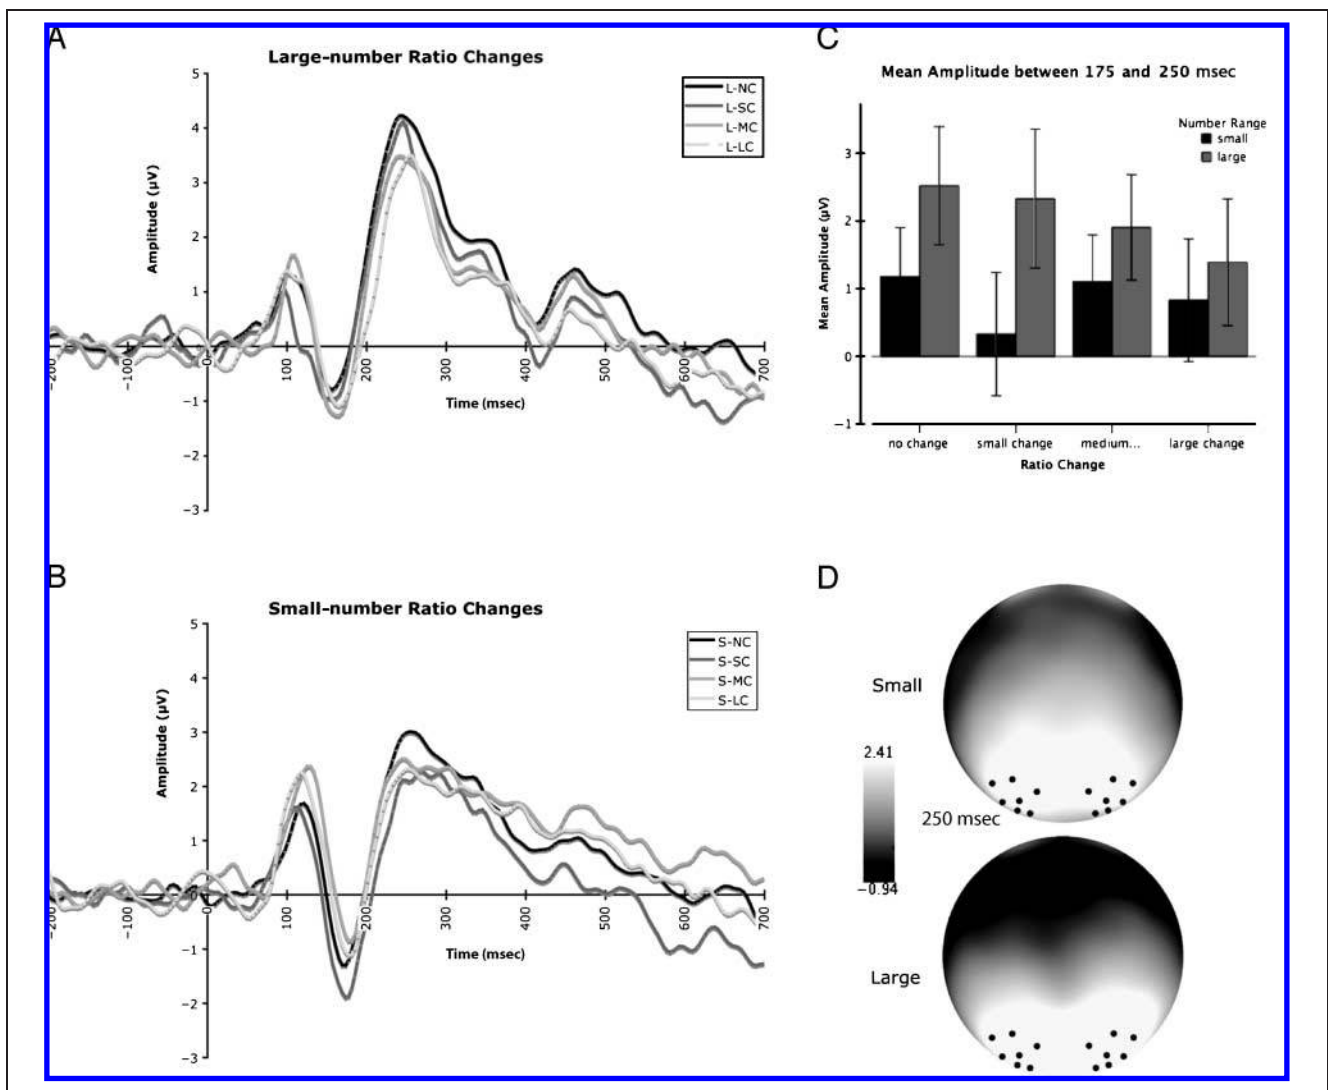 A
Large-number Ratio Changes
5
4
3
2
1
−1
−2
−3
Amplitude (µV)
−200
−100
0
100
200
300
400
500
600
700
Time (msec)
L-NC
L-SC
L-MC
L-LC
C
Mean Amplitude between 175 and 250 msec
Number Range
small
large
3
2
1
0
−1
Mean Amplitude (µV)
no change
small change
medium...
large change
Ratio Change
B
Small-number Ratio Changes
5
4
3
2
1
−1
−2
−3
Amplitude (µV)
−200
−100
0
100
200
300
400
500
600
700
Time (msec)
S-NC
S-SC
S-MC
S-LC
D
Small
2.41
250 msec
−0.94
Large